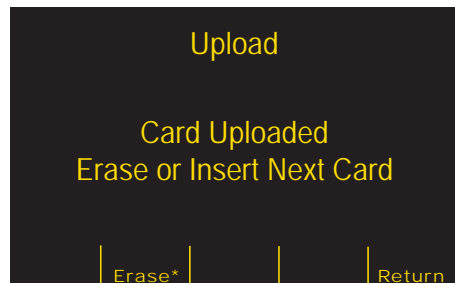 Upload
Card Uploaded
Erase or Insert Next Card
Erase* Return